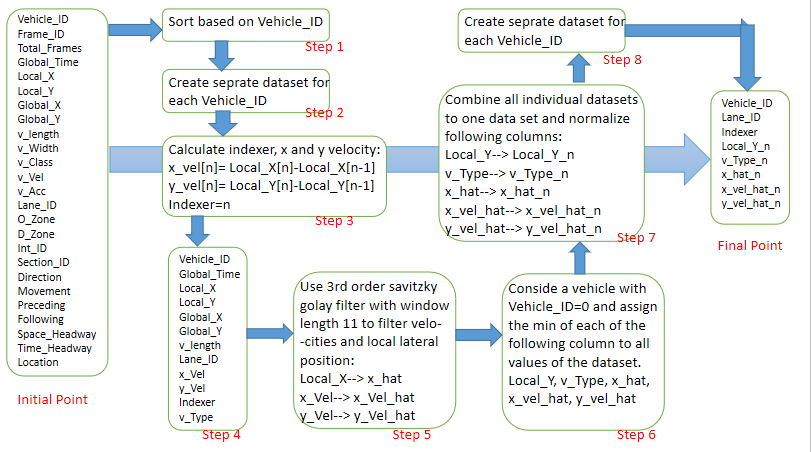 Vehicle_ID
Frame_ID
Total_Frames
Global_Time
Local_X
Local_Y
Global_X
Global_Y
v_length
v_Width
v_Class
v_Vel
v_Acc
Lane_ID
O_Zone
D_Zone
Int_ID
Section_ID
Direction
Movement
Preceding
Following
Space_Headway
Time_Headway
Location
Initial Point
Sort based on Vehicle_ID
Step 1
Create seprate dataset for
each Vehicle_ID
Step 2
Calculate indexer, x and y velocity:
x_vel[n]= Local_X[n]-Local_X[n-1]
y_vel[n]= Local_Y[n]-Local_Y[n-1]
Indexer=n
Step 3
Vehicle_ID
Global_Time
Local_X
Local_Y
Global_X
Global_Y
v_length
Lane_ID
x_Vel
y_Vel
Indexer
v_Type
Step 4
Use 3rd order savitzky
golay filter with window
length 11 to filter velo-
-cities and local lateral
position:
Local_X--> x_hat
x_Vel--> x_Vel_hat
y_Vel--> y_Vel_hat
Step 5
Conside a vehicle with
Vehicle_ID=0 and assign
the min of each of the
following column to all
values of the dataset.
Local_Y, v_Type, x_hat,
x_vel_hat, y_vel_hat
Step 6
Combine all individual datasets
to one data set and normalize
following columns:
Local_Y--> Local_Y_n
v_Type--> v_Type_n
x_hat--> x_hat_n
x_vel_hat--> x_vel_hat_n
y_vel_hat--> y_vel_hat_n
Step 7
Create seprate dataset for
each Vehicle_ID
Step 8
Vehicle_ID
Lane_ID
Indexer
Local_Y_n
v_Type_n
x_hat_n
x_vel_hat_n
y_vel_hat_n
Final Point